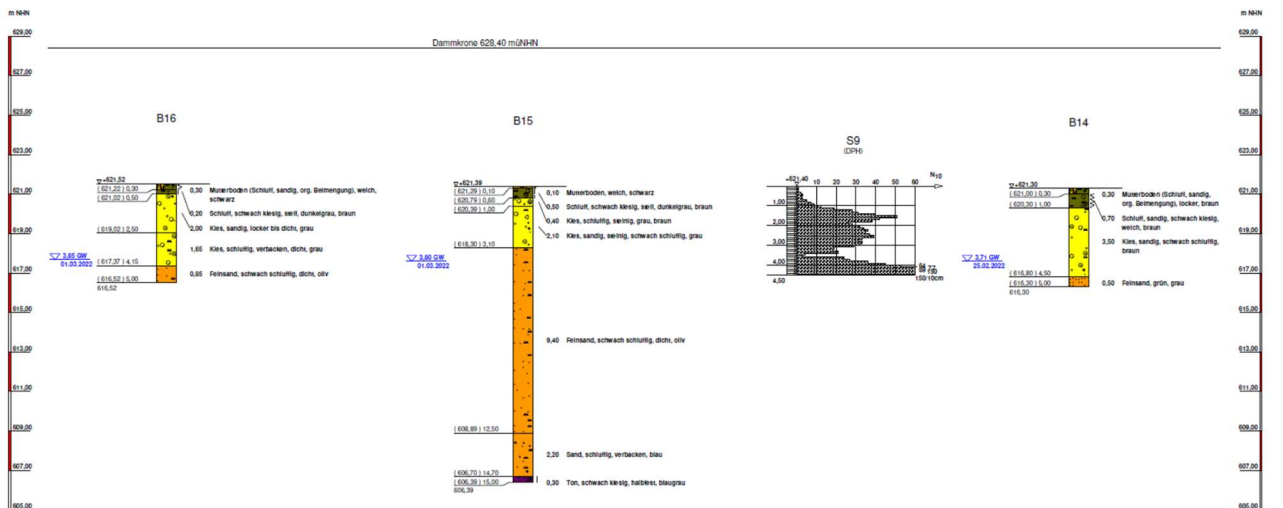 m NHN
m NHN
629,00
629,00
Dammkrone 628,40 müNHN
627,00
627,00
625,00
625,00
623,00
623,00
621,00
621,00
619,00
619,00
617,00
617,00
615,00
615,00
613,00
613,00
611,00
611,00
609,00
609,00
607,00
607,00
605,00
605,00
B16
+621,52
( 621,22 ) 0,30
( 621,02 ) 0,50
( 619,02 ) 2,50
( 617,37 ) 4,15
( 616,52 ) 5,00
616,52
3,85 GW
01.03.2022
0,30 Mutterboden (Schluff, sandig, org. Beimengung), weich,
schwarz
0,20 Schluff, schwach kiesig, steif, dunkelgrau, braun
2,00 Kies, sandig, locker bis dicht, grau
1,65 Kies, schluffig, verbacken, dicht, grau
0,85 Feinsand, schwach schluffig, dicht, oliv
B15
+621,39
( 621,29 ) 0,10
( 620,79 ) 0,60
( 620,39 ) 1,00
( 618,30 ) 3,10
( 608,89 ) 12,50
( 606,70 ) 14,70
( 606,39 ) 15,00
606,39
3,80 GW
01.03.2022
0,10 Mutterboden, weich, schwarz
0,50 Schluff, schwach kiesig, steif, dunkelgrau, braun
0,40 Kies, schluffig, steinig, grau, braun
2,10 Kies, sandig, steinig, schwach schluffig, grau
9,40 Feinsand, schwach schluffig, dicht, oliv
2,20 Sand, schluffig, verbacken, blau
0,30 Ton, schwach kiesig, halbfest, blaugrau
S9
(DPH)
+621,40
10 20 30 40 50 60
N10
1,00
2,00
3,00
4,00
4,50
150/10cm
B14
+621,30
( 621,00 ) 0,30
( 620,30 ) 1,00
( 616,80 ) 4,50
( 616,30 ) 5,00
616,30
3,71 GW
25.02.2022
0,30 Mutterboden (Schluff, sandig,
org. Beimengung), locker, braun
0,70 Schluff, sandig, schwach kiesig,
weich, braun
3,50 Kies, sandig, schwach schluffig,
braun
0,50 Feinsand, grün, grau